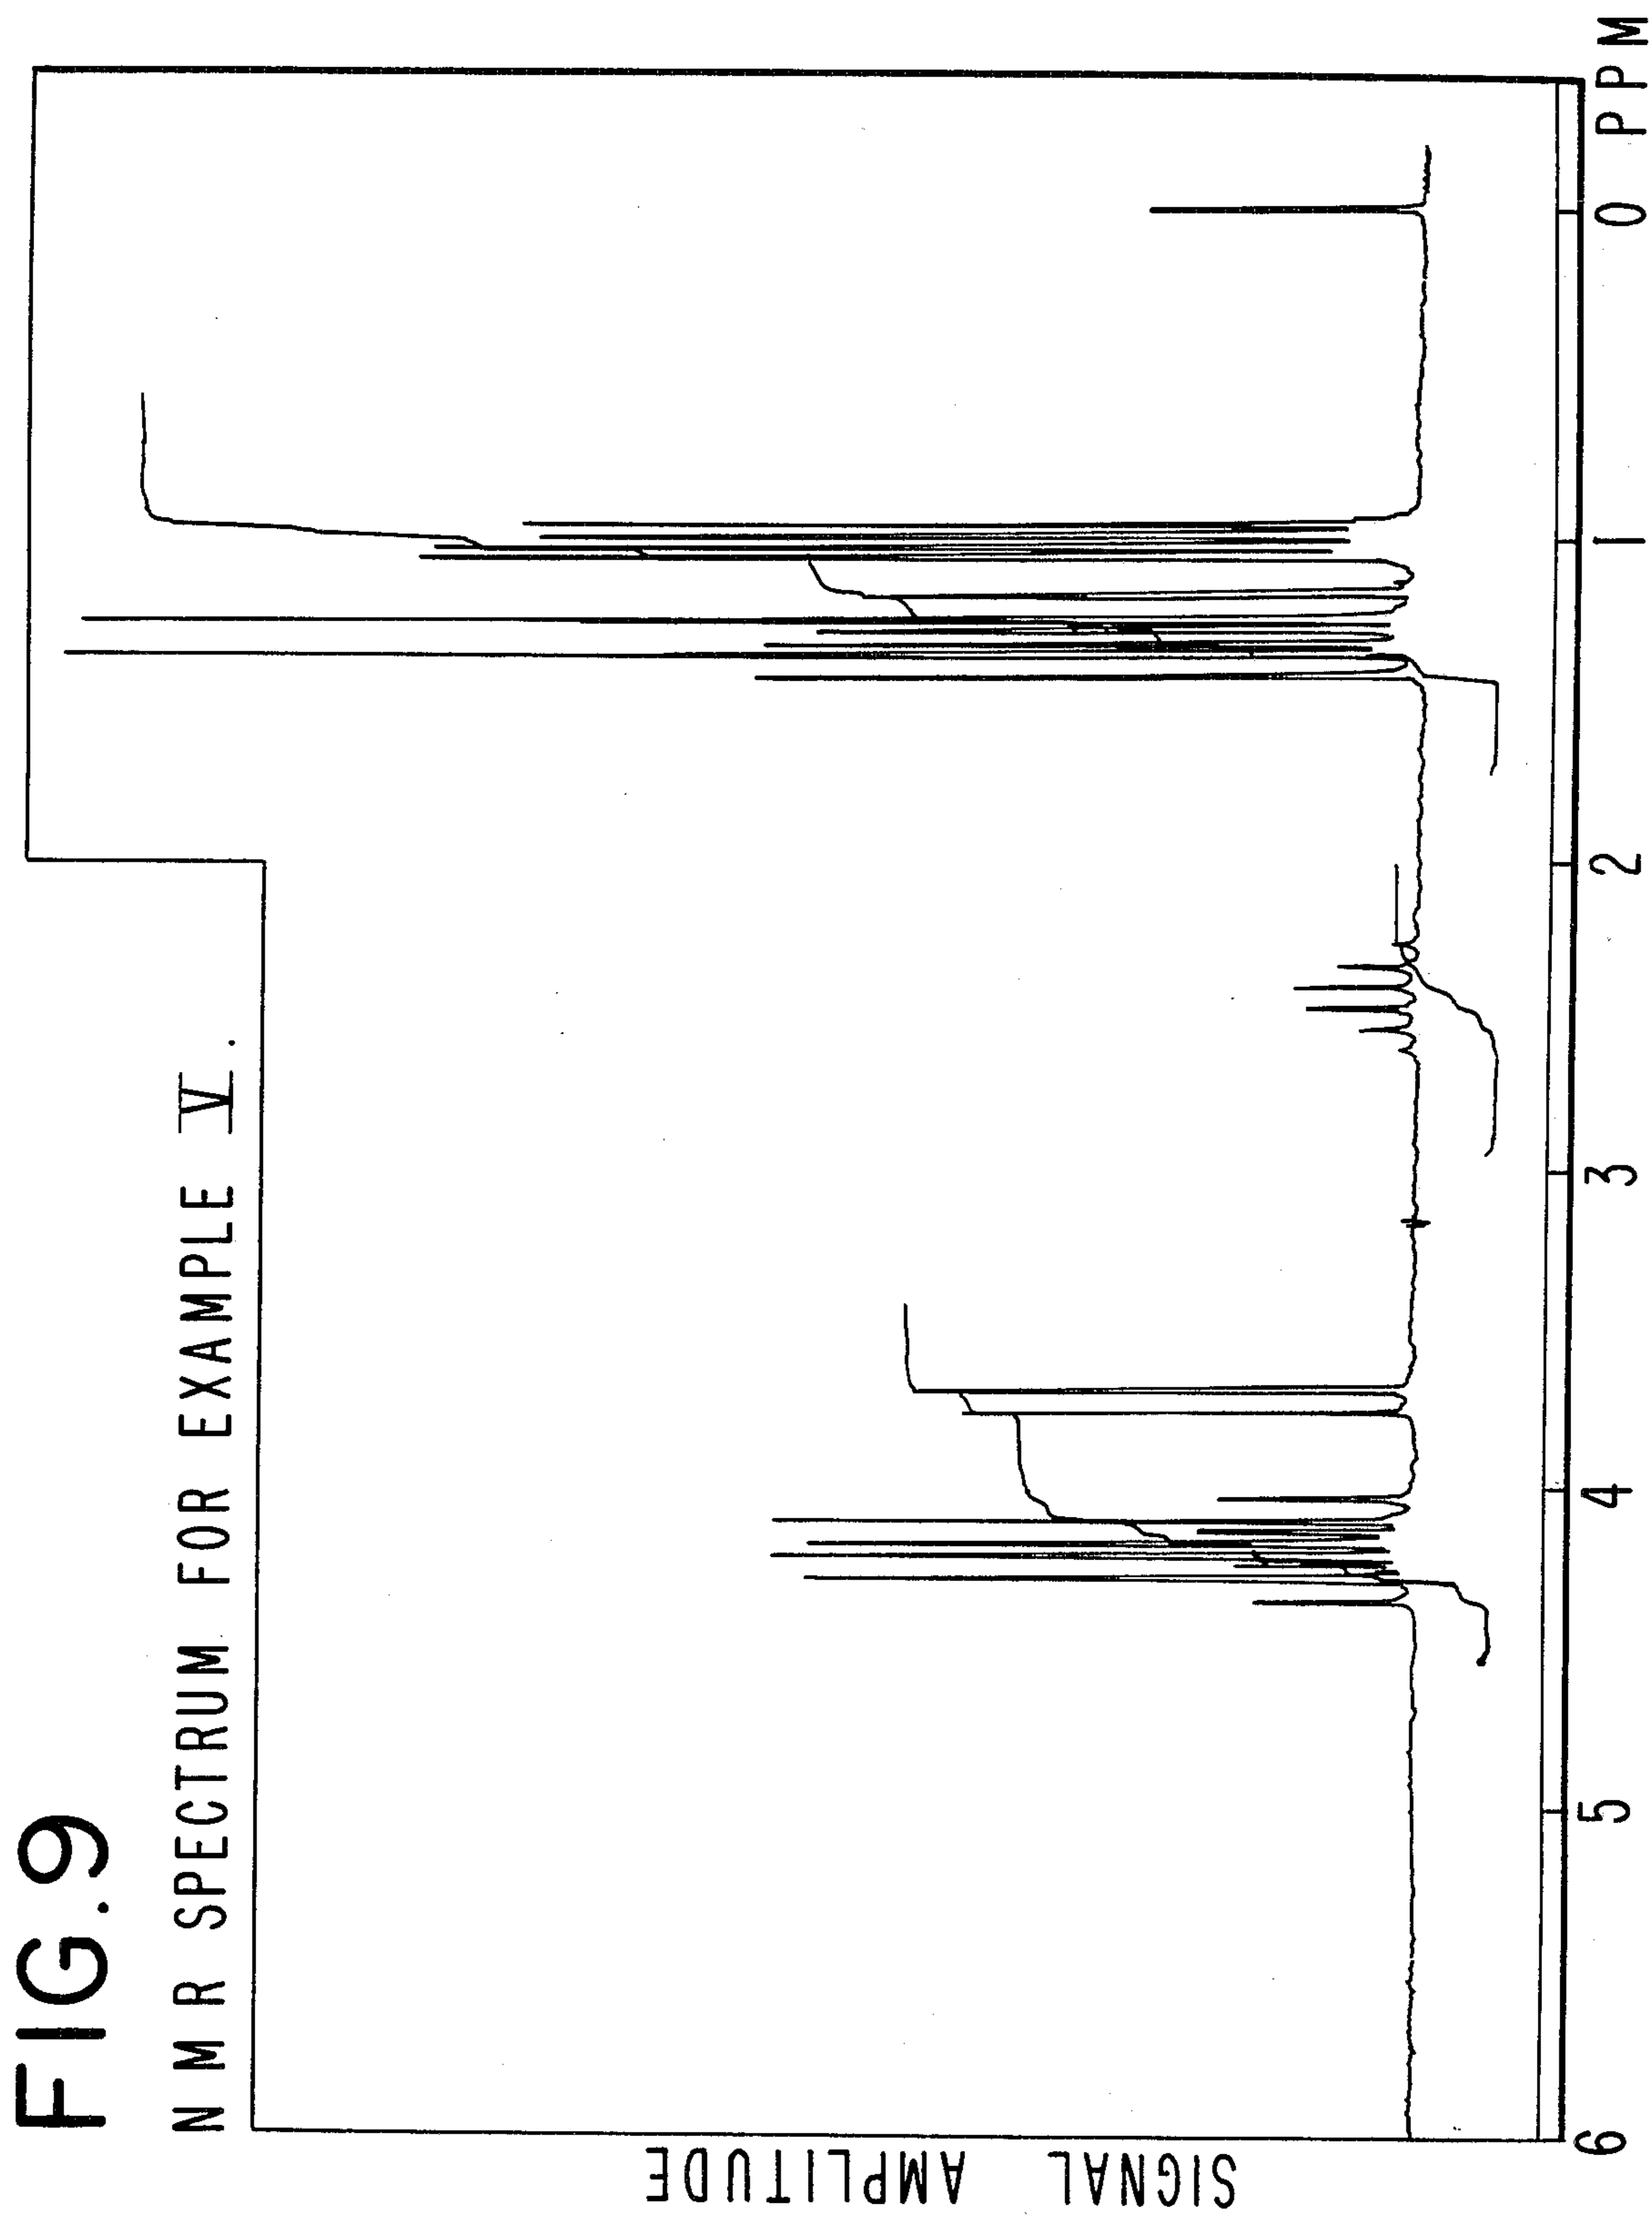 FIG.9
NMR SPECTRUM FOR EXAMPLE V.
SIGNAL AMPLITUDE
6 5 4 3 2 1 0 PPM